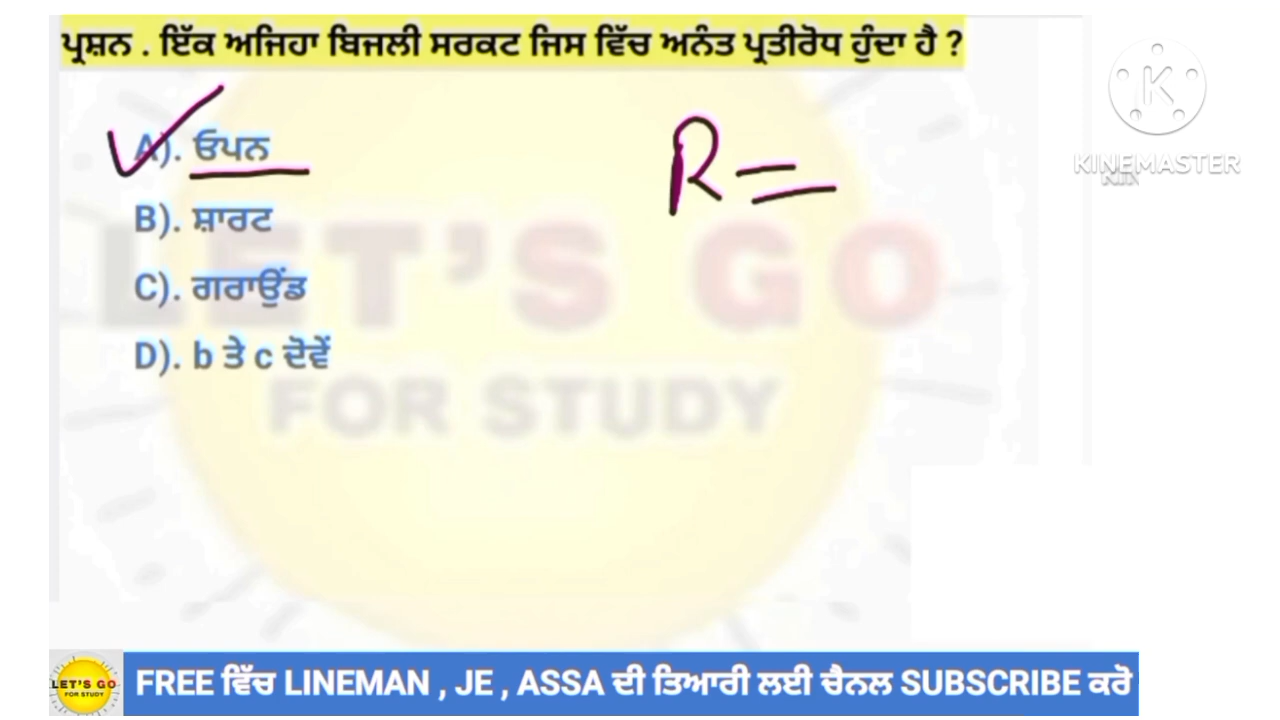 ਪ੍ਰਸ਼ਨ . ਇੱਕ ਅਜਿਹਾ ਬਿਜਲੀ ਸਰਕਟ ਜਿਸ ਵਿੱਚ ਅਨੰਤ ਪ੍ਰਤੀਰੋਧ ਹੁੰਦਾ ਹੈ ?
A). ਓਪਨ
R =
B). ਸ਼ਾਰਟ
C). ਗਰਾਉਂਡ
D). b ਤੇ c ਦੋਵੇਂ
K
KINEMASTER
LET'S GO
FOR STUDY
LET'S GO
FOR STUDY
FREE ਵਿੱਚ LINEMAN , JE , ASSA ਦੀ ਤਿਆਰੀ ਲਈ ਚੈਨਲ SUBSCRIBE ਕਰੋ